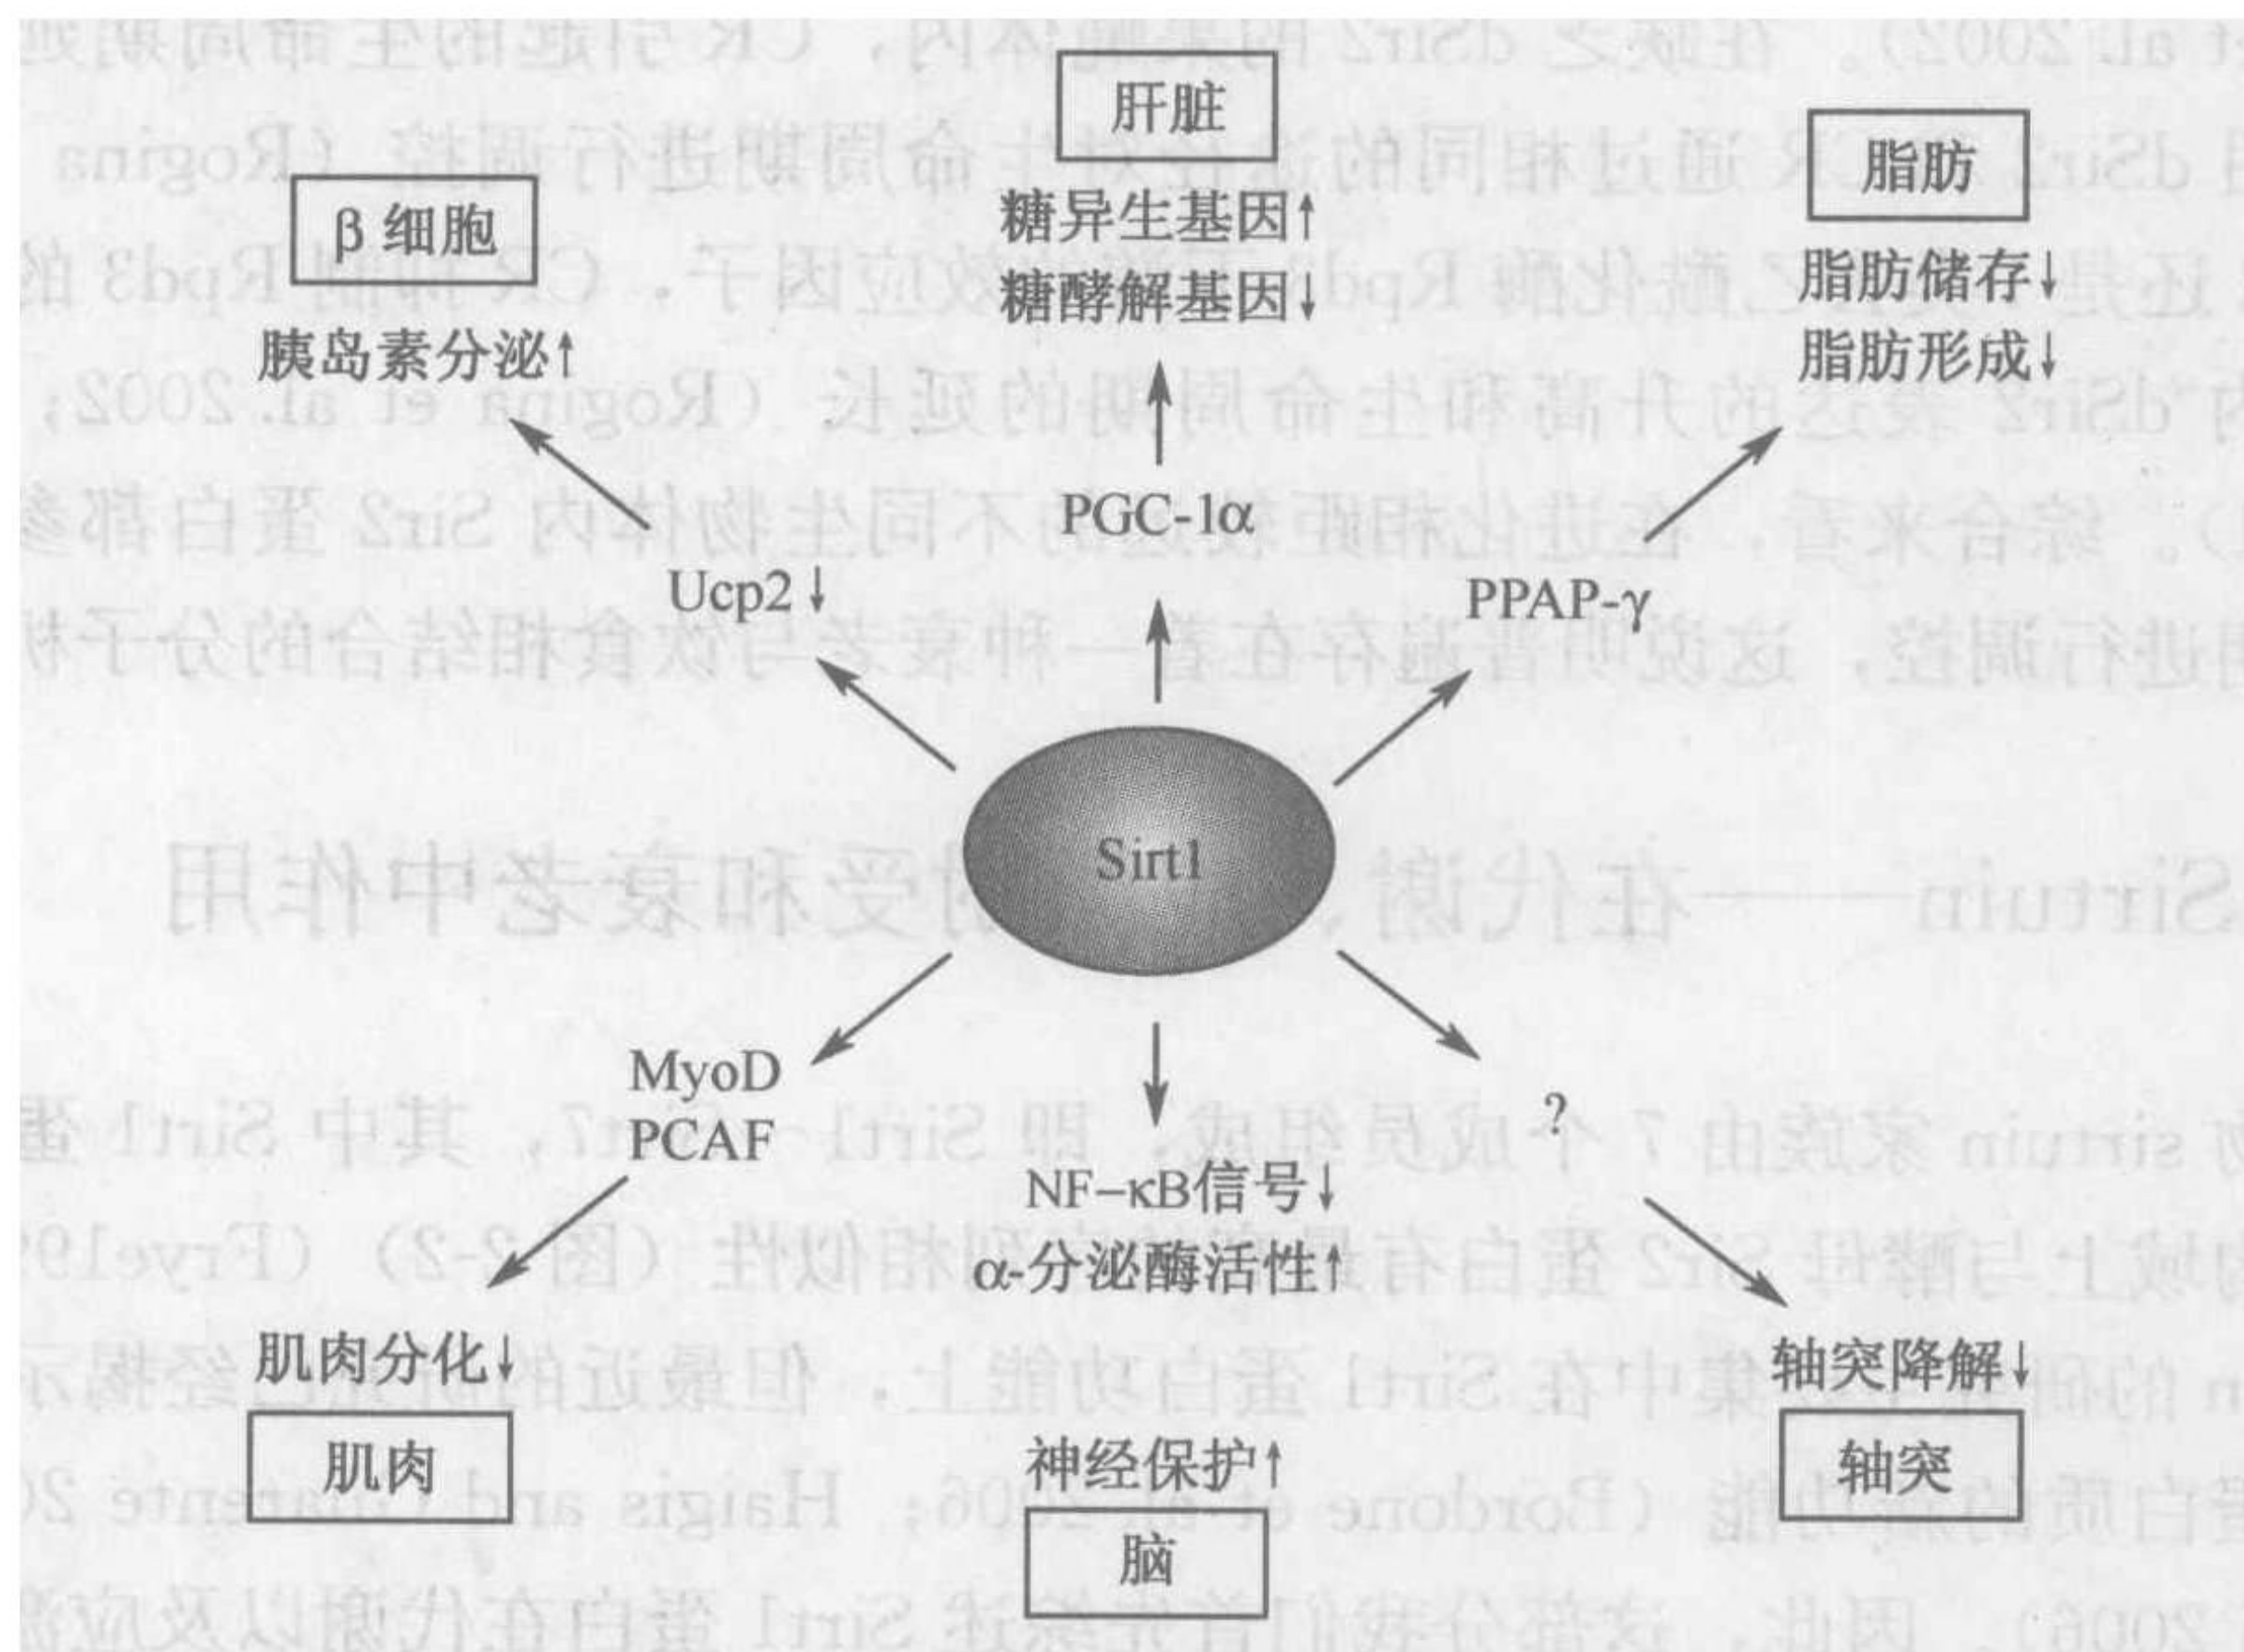 肝脏
糖异生基因↑
糖酵解基因↓
脂肪
脂肪储存↓
脂肪形成↓
β 细胞
胰岛素分泌↑
PGC-1α
Ucp2↓
PPAP-γ
Sirt1
MyoD
PCAF
NF-κB信号↓
α-分泌酶活性↑
?
肌肉分化↓
肌肉
神经保护↑
脑
轴突降解↓
轴突